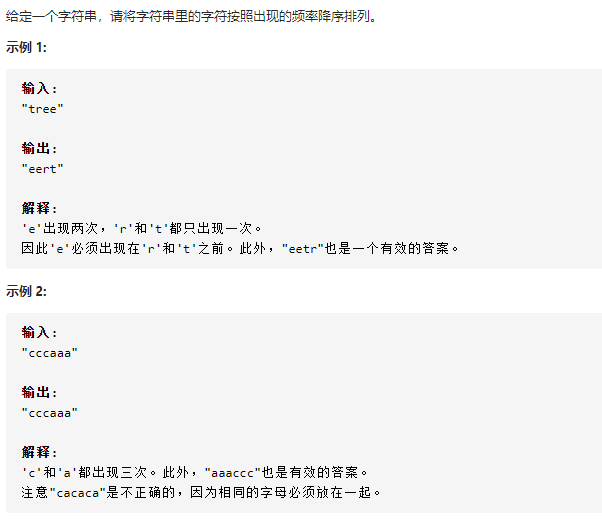 给定一个字符串，请将字符串里的字符按照出现的频率降序排列。
示例 1:
输入:
"tree"
输出:
"eert"
解释:
'e'出现两次，'r'和't'都只出现一次。
因此'e'必须出现在'r'和't'之前。此外，"eetr"也是一个有效的答案。
示例 2:
输入:
"cccaaa"
输出:
"cccaaa"
解释:
'c'和'a'都出现三次。此外，"aaaccc"也是有效的答案。
注意"cacaca"是不正确的，因为相同的字母必须放在一起。